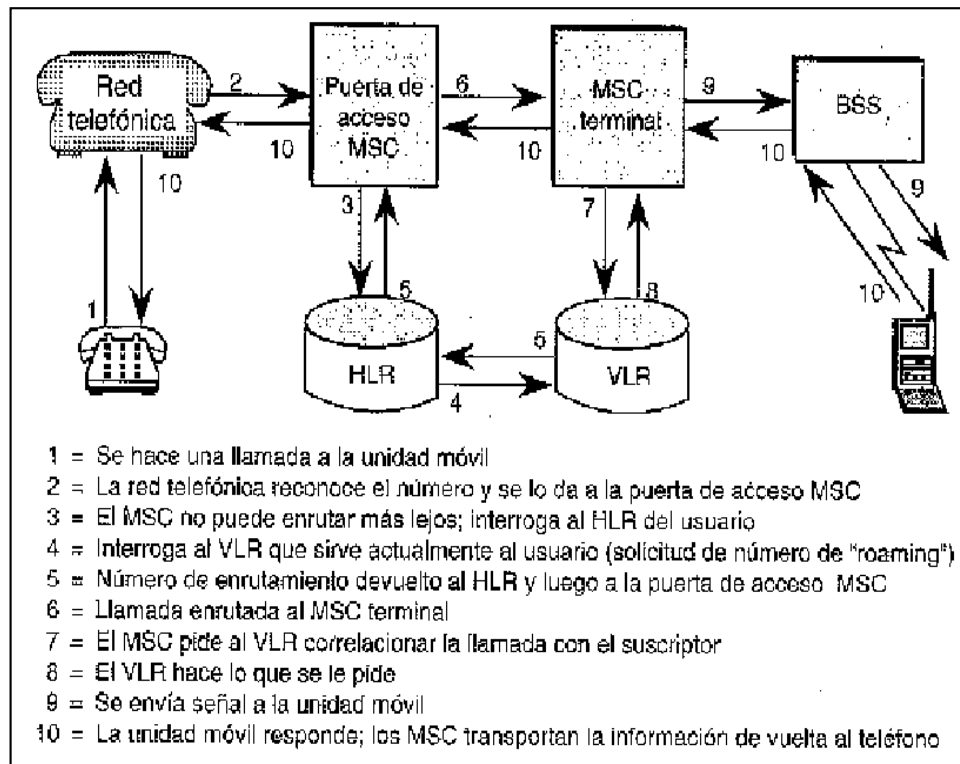 Red
telefónica
2
10
10
1
Puerta de
acceso
MSC
3
5
6
10
MSC
terminal
7
8
9
10
BSS
9
10
HLR
5
4
VLR
1 = Se hace una llamada a la unidad móvil
2 = La red telefónica reconoce el número y se lo da a la puerta de acceso MSC
3 = El MSC no puede enrutar más lejos; interroga al HLR del usuario
4 = Interroga al VLR que sirve actualmente al usuario (solicitud de número de "roaming")
5 = Número de enrutamiento devuelto al HLR y luego a la puerta de acceso MSC
6 = Llamada enrutada al MSC terminal
7 = El MSC pide al VLR correlacionar la llamada con el suscriptor
8 = El VLR hace lo que se le pide
9 = Se envía señal a la unidad móvil
10 = La unidad móvil responde; los MSC transportan la información de vuelta al teléfono